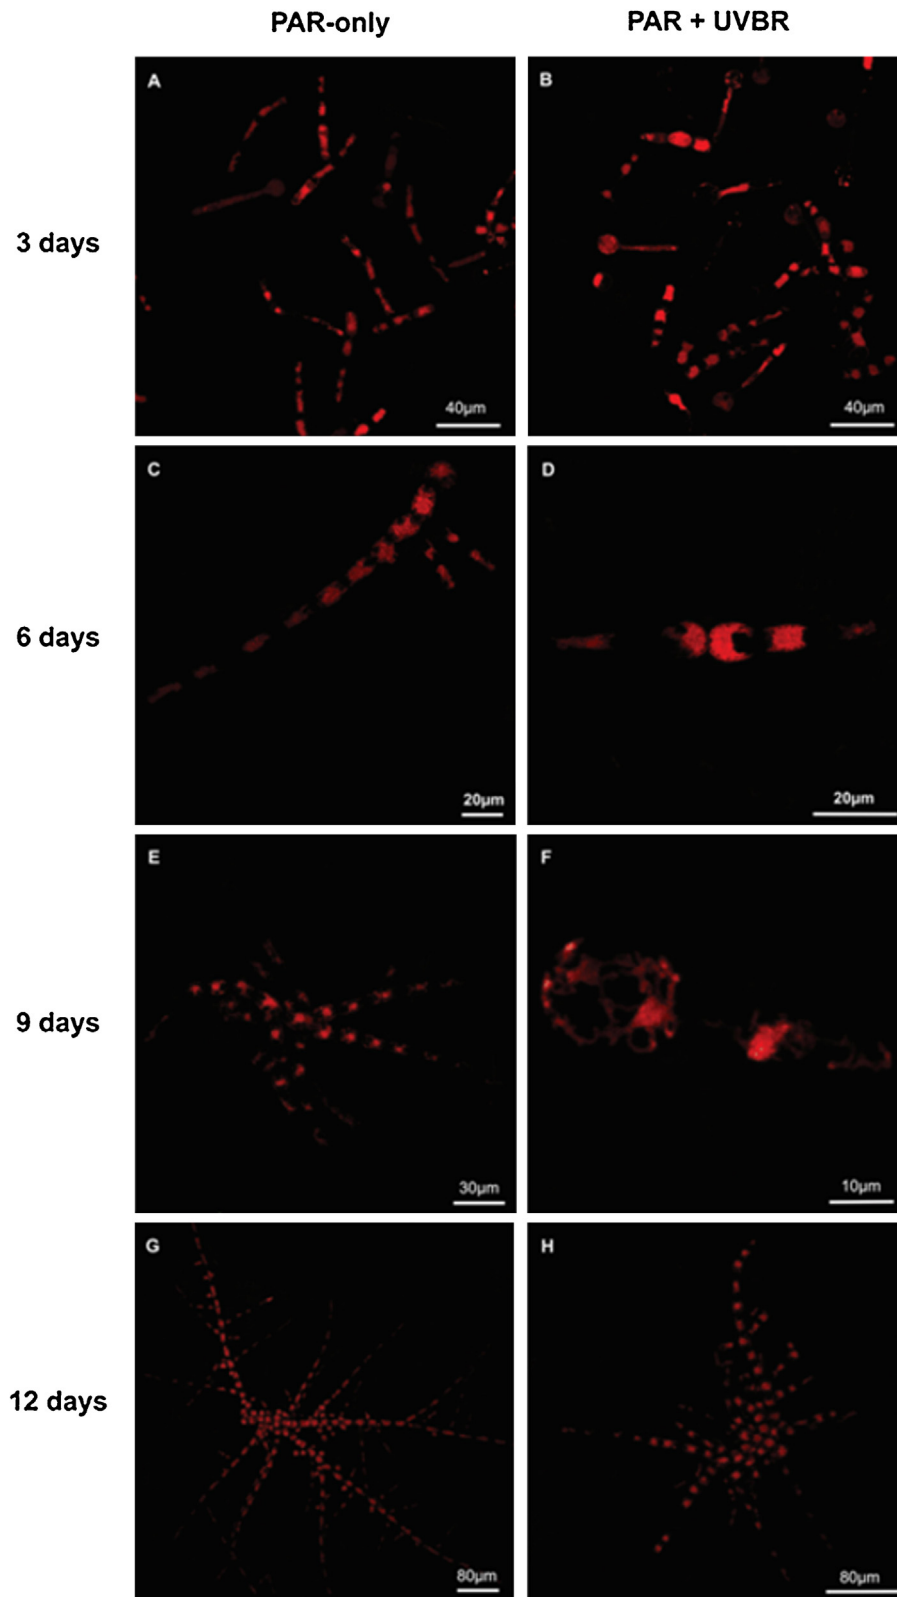 PAR-only PAR + UVBR
3 days
A
40µm
B
40µm
6 days
C
20µm
D
20µm
9 days
E
30µm
F
10µm
12 days
G
80µm
H
80µm